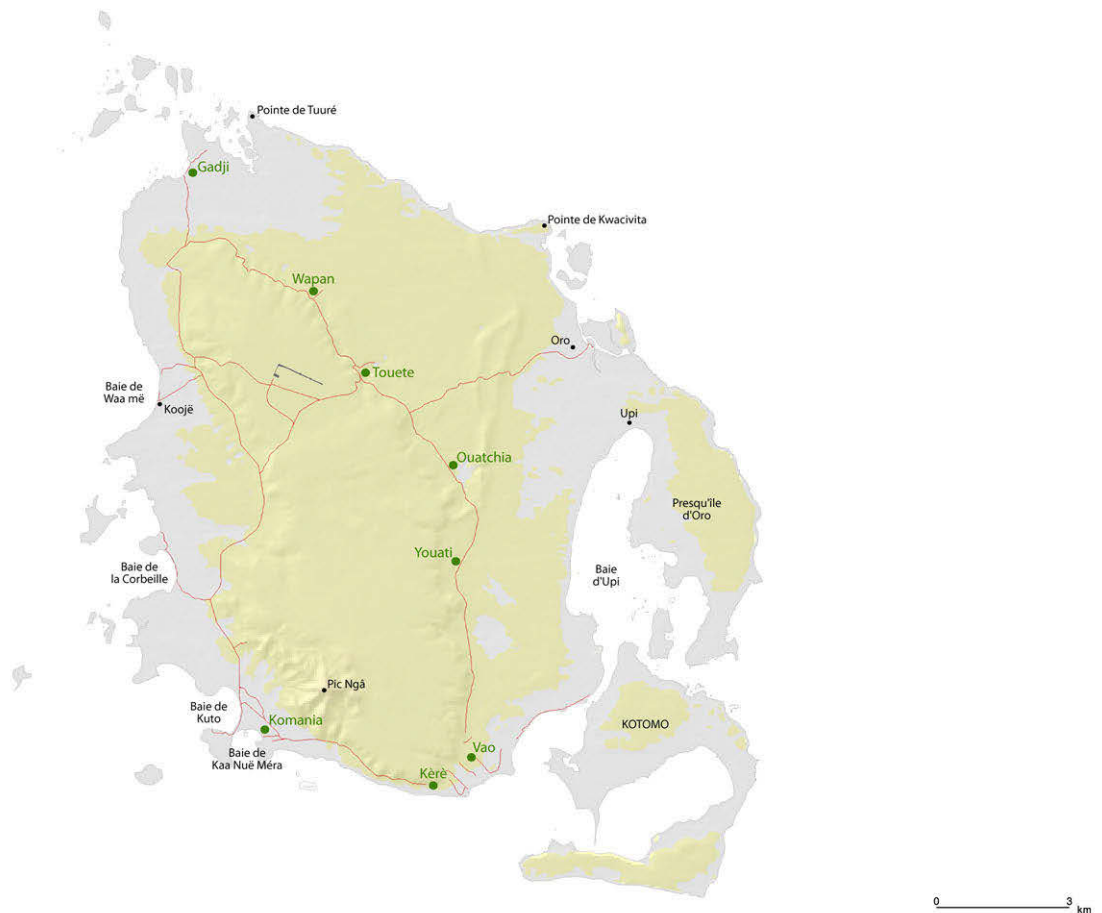 Pointe de Tuuré
Gadji
Pointe de Kwacivita
Wapan
Oro
Touete
Baie de
Waa më
Koojë
Upi
Ouatchia
Presqu'île
d'Oro
Youati
Baie de
la Corbeille
Baie
d'Upi
Pic Ngâ
Baie de
Kuto
Komania
KOTOMO
Baie de
Kaa Nuë Méra
Vao
Kèrè
0 3
km